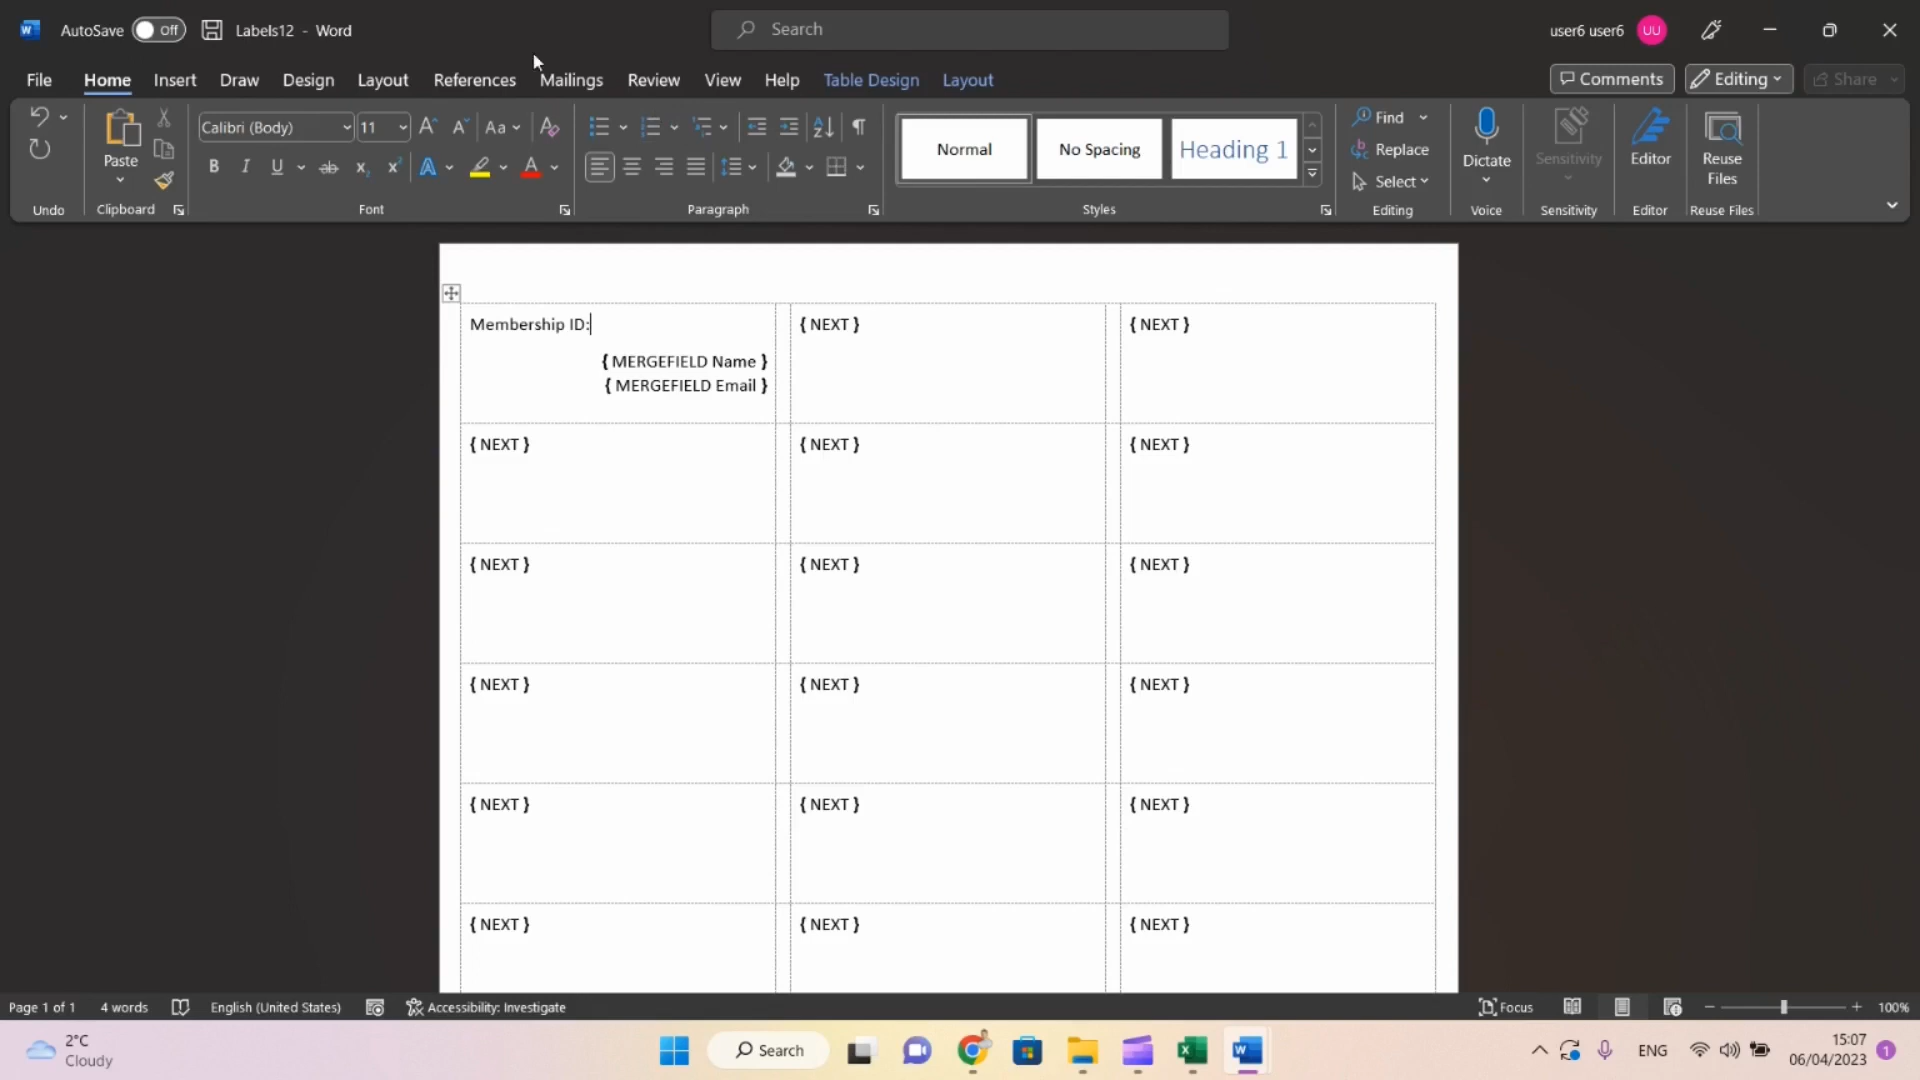 AutoSave Off Labels12 - Word Search user6 user6 UU
File Home Insert Draw Design Layout References Mailings Review View Help Table Design Layout Comments Editing Share
Calibri (Body) 11 Aa
Paste
B I U ab x₂ x² A A
Undo Clipboard Font Paragraph
Normal No Spacing Heading 1
Styles
Find
Replace
Select
Editing
Dictate
Voice
Sensitivity
Sensitivity
Editor
Editor
Reuse
Files
Reuse Files
Membership ID: { NEXT } { NEXT }
{ MERGEFIELD Name }
{ MERGEFIELD Email }
{ NEXT } { NEXT } { NEXT }
{ NEXT } { NEXT } { NEXT }
{ NEXT } { NEXT } { NEXT }
{ NEXT } { NEXT } { NEXT }
{ NEXT } { NEXT } { NEXT }
Page 1 of 1 4 words English (United States) Accessibility: Investigate Focus 100%
2°C
Cloudy
Search
ENG
15:07
06/04/2023
1